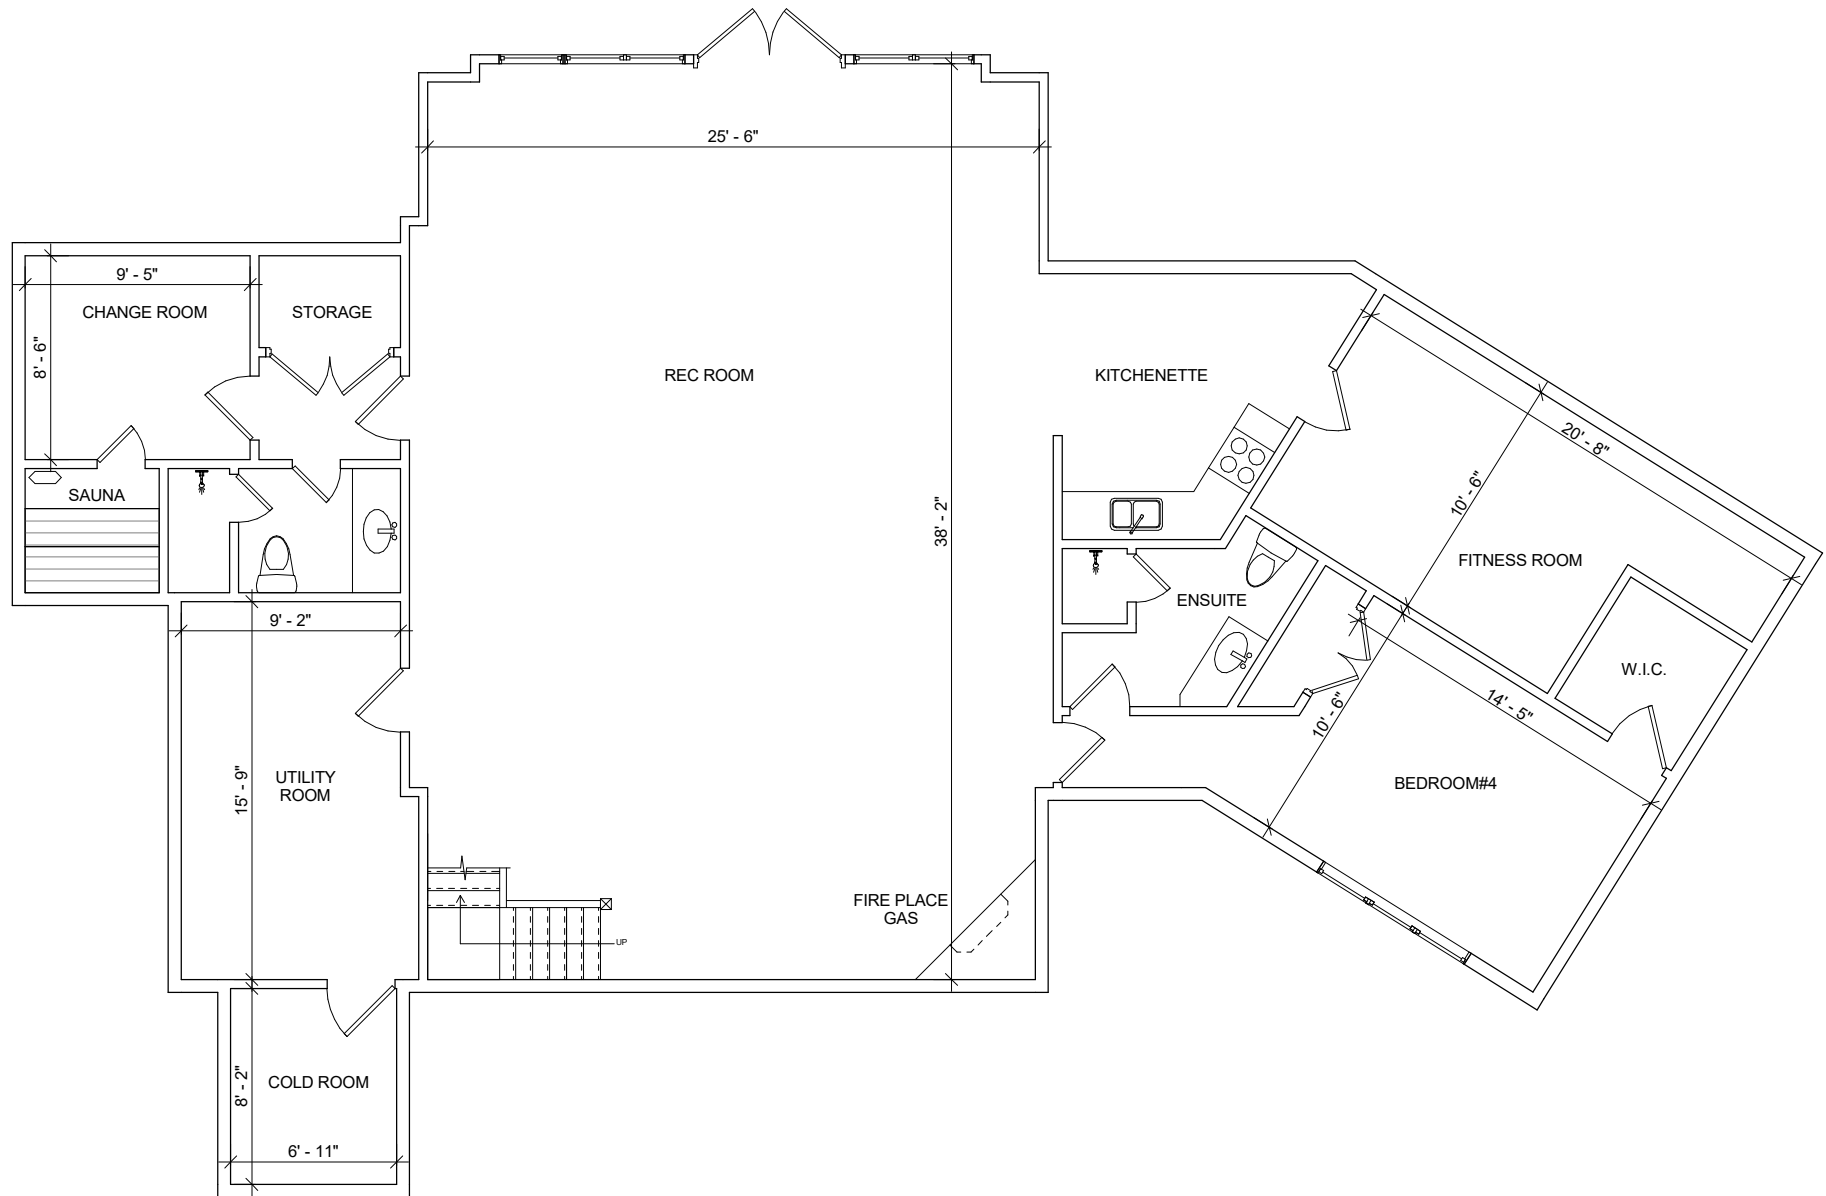 25' - 6"
9' - 5"
CHANGE ROOM
STORAGE
8' - 6"
REC ROOM
KITCHENETTE
20' - 8"
10' - 6"
SAUNA
38' - 2"
FITNESS ROOM
ENSUITE
9' - 2"
W.I.C.
14' - 5"
10' - 6"
UTILITY
ROOM
15' - 9"
BEDROOM#4
FIRE PLACE
GAS
UP
COLD ROOM
8' - 2"
6' - 11"